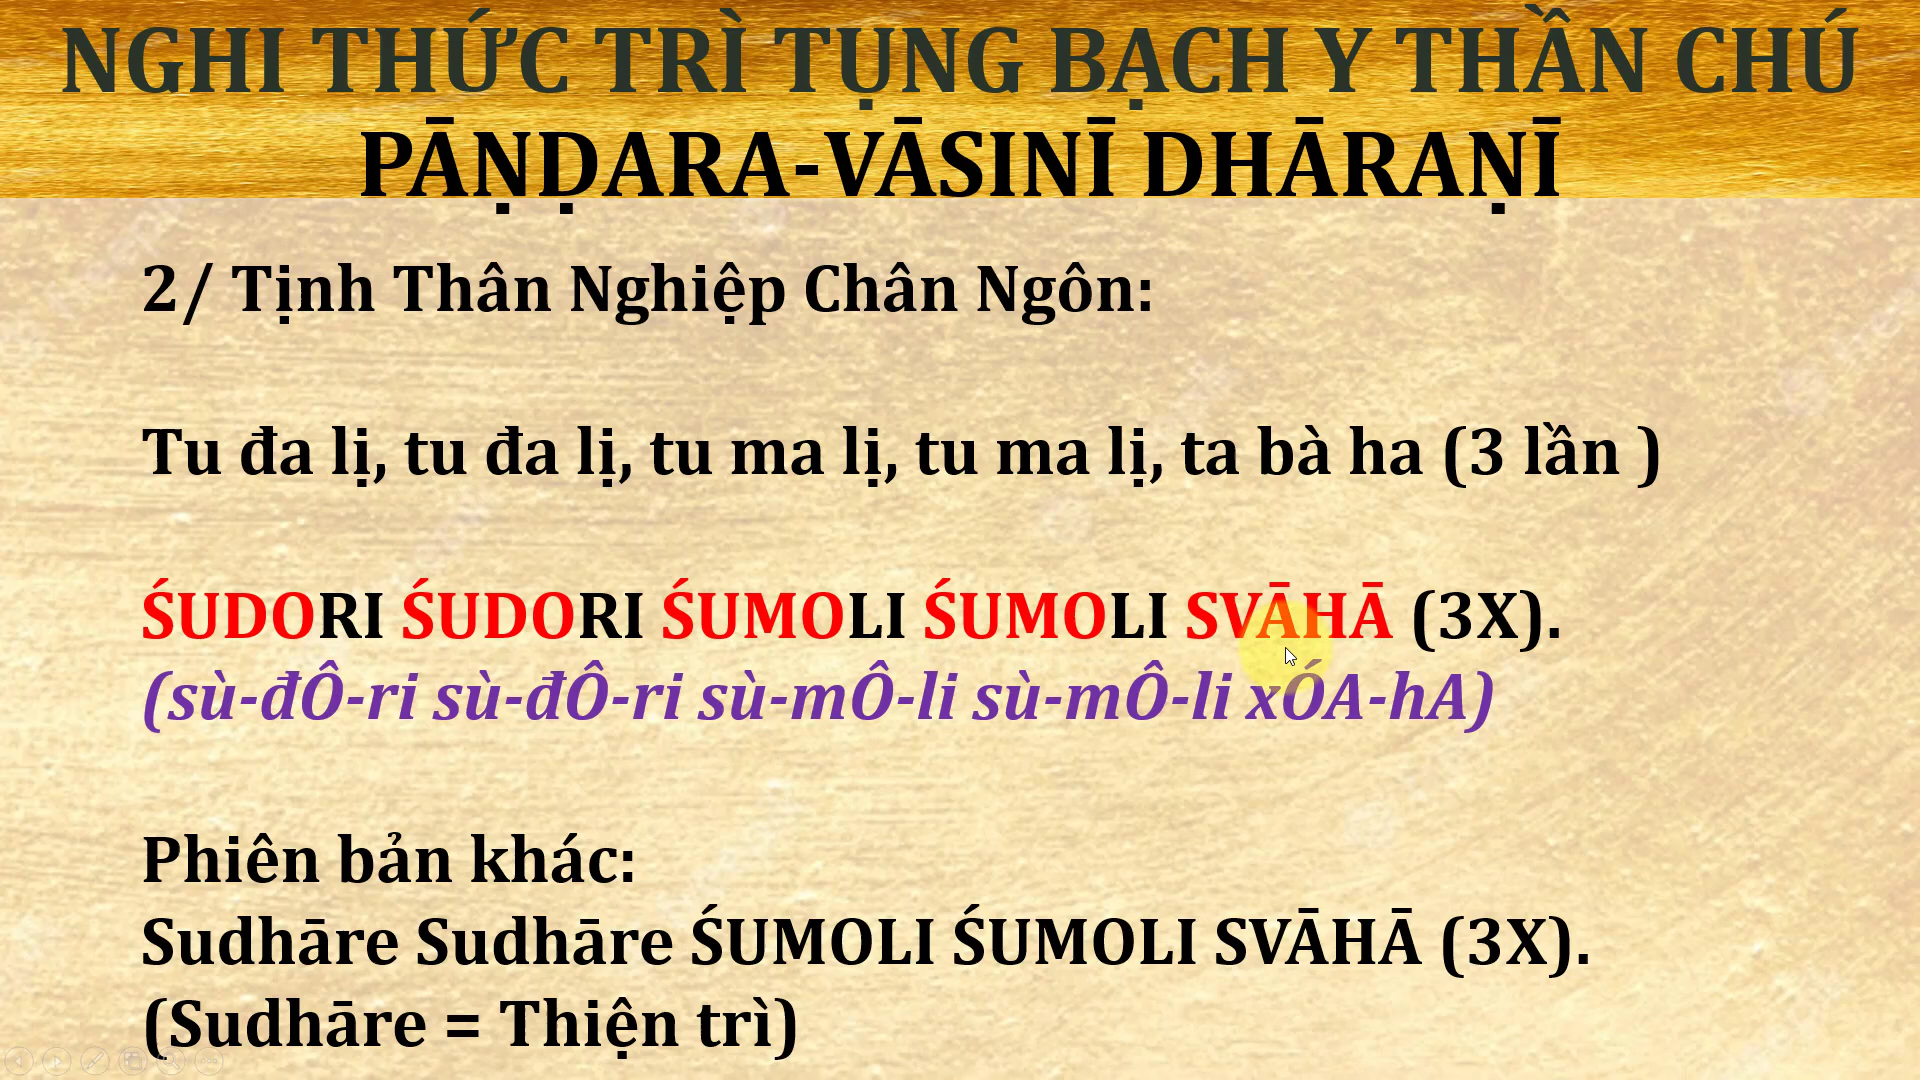 NGHI THỨC TRÌ TỤNG BẠCH Y THẦN CHÚ
PĀṆḌARA-VĀSINĪ DHĀRAṆĪ
2/ Tịnh Thân Nghiệp Chân Ngôn:
Tu đa lị, tu đa lị, tu ma lị, tu ma lị, ta bà ha (3 lần )
ŚUDORI ŚUDORI ŚUMOLI ŚUMOLI SVĀHĀ (3X).
(sù-đÔ-ri sù-đÔ-ri sù-mÔ-li sù-mÔ-li xÓA-hA)
Phiên bản khác:
Sudhāre Sudhāre ŚUMOLI ŚUMOLI SVĀHĀ (3X).
(Sudhāre = Thiện trì)